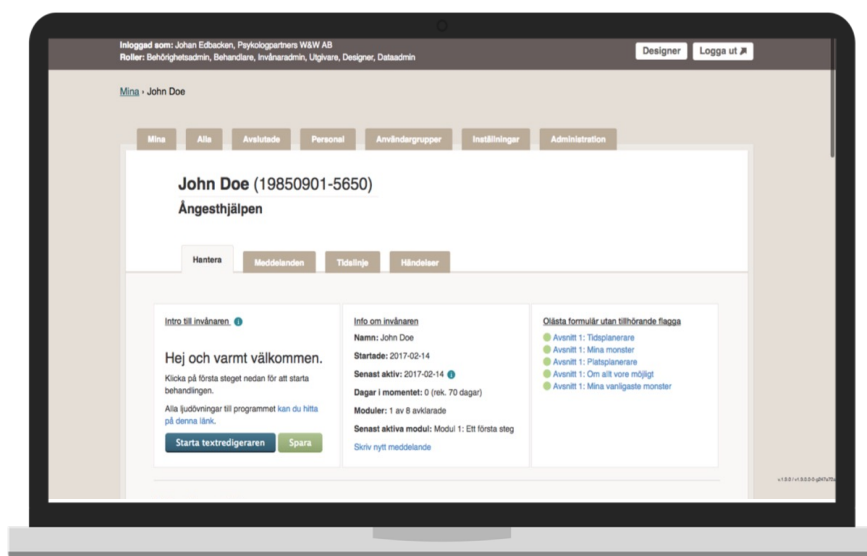 Inloggad som: Johan Edbacken, Psykologpartners W&W AB
Roller: Behörighetsadmin, Behandlare, Invånaradmin, Utgivare, Designer, Dataadmin
Designer
Logga ut
Mina › John Doe
Mina
Alla
Avslutade
Personal
Användargrupper
Inställningar
Administration
John Doe (19850901-5650)
Ångesthjälpen
Hantera
Meddelanden
Tidslinje
Händelser
Intro till invånaren
Hej och varmt välkommen.
Klicka på första steget nedan för att starta
behandlingen.
Alla ljudövningar till programmet kan du hitta
på denna länk.
Starta textredigeraren
Spara
Info om invånaren
Namn: John Doe
Startade: 2017-02-14
Senast aktiv: 2017-02-14
Dagar i momentet: 0 (rek. 70 dagar)
Moduler: 1 av 8 avklarade
Senast aktiva modul: Modul 1: Ett första steg
Skriv nytt meddelande
Olästa formulär utan tillhörande flagga
Avsnitt 1: Tidsplanerare
Avsnitt 1: Mina monster
Avsnitt 1: Platsplanerare
Avsnitt 1: Om allt vore möjligt
Avsnitt 1: Mina vanligaste monster